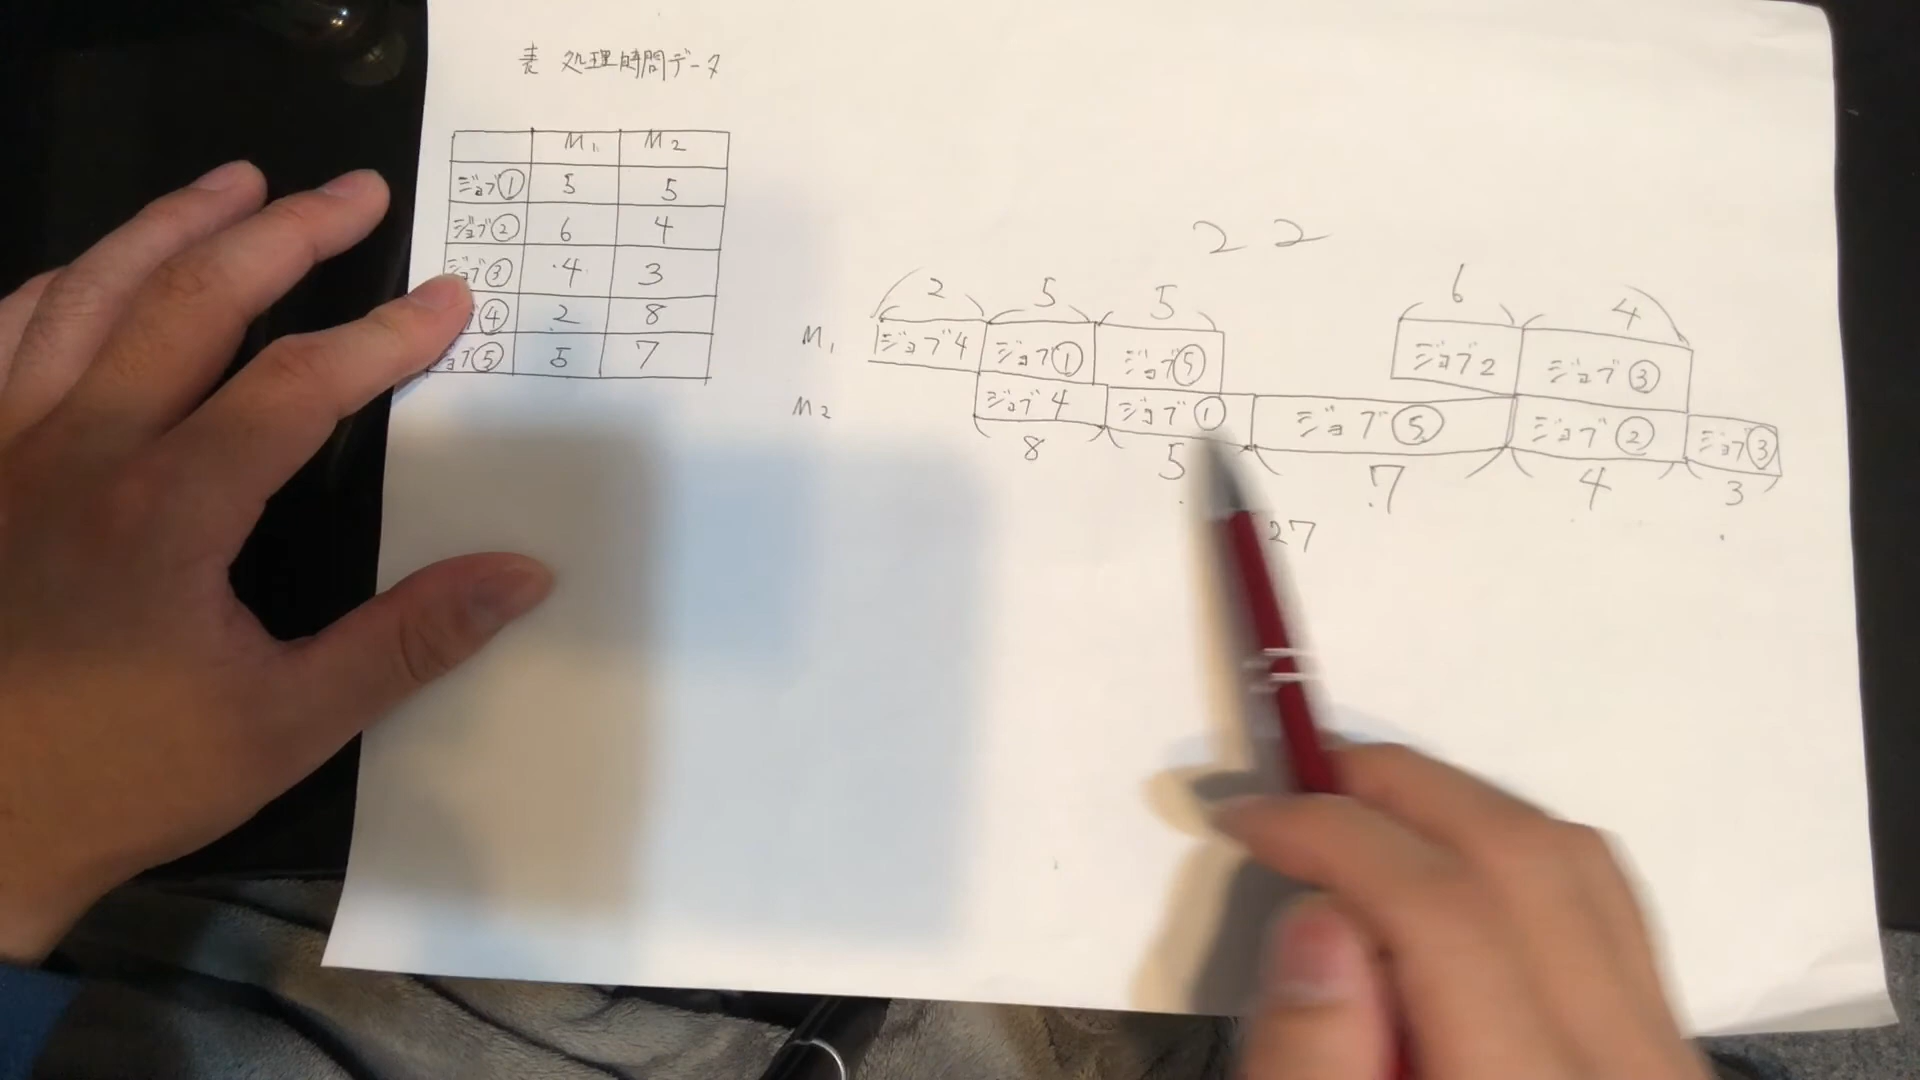 表 処理時間データ
M1 M2
ジョブ① 5 5
ジョブ② 6 4
ジョブ③ 4 3
④ 2 8
ョブ⑤ 5 7
22
2 5 5 6 4
M1 ジョブ4 ジョブ① ジョブ⑤ ジョブ2 ジョブ③
M2 ジョブ4 ジョブ① ジョブ⑤ ジョブ② ジョブ③
8 5 7 4 3
27